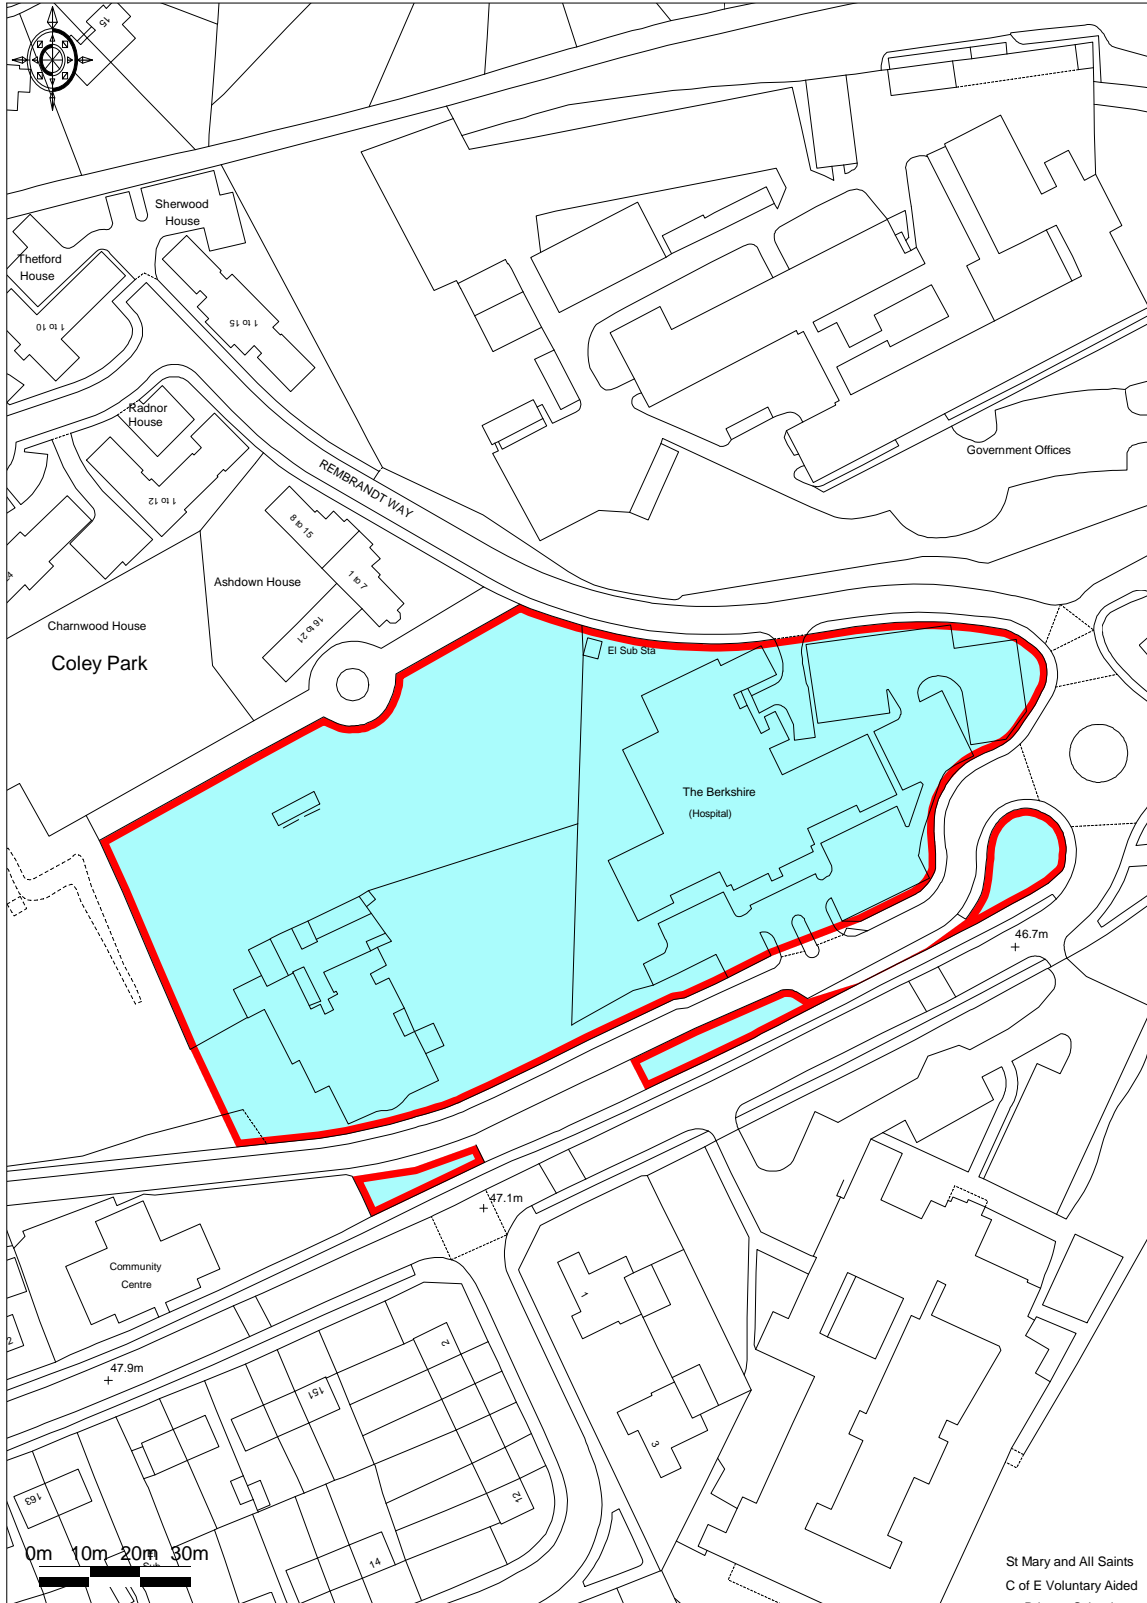 15
Sherwood
House
Thetford
House
1 to 10
1 to 15
Radnor
House
1 to 12
REMBRANDT WAY
Government Offices
8 to 15
1 to 7
16 to 21
Ashdown House
Charnwood House
Coley Park
El Sub Sta
The Berkshire
(Hospital)
46.7m
47.1m
Community
Centre
1
2
47.9m
151
3
163
12
14
0m 10m 20m 30m
St Mary and All Saints
C of E Voluntary Aided